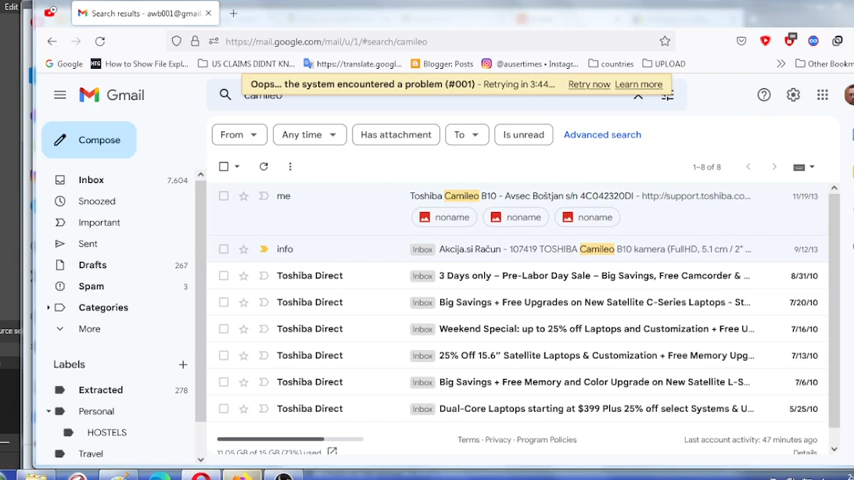 Edit
Search results - awb001@gmail
https://mail.google.com/mail/u/1/#search/camileo
Google
How to Show File Expl...
US CLAIMS DIDNT KN...
https://translate.google...
Blogger: Posts
@ausertimes • Instagr...
countries
UPLOAD
Other Bookm
Oops... the system encountered a problem (#001) - Retrying in 3:44... Retry now Learn more
Gmail
camileo
Compose
From
Any time
Has attachment
To
Is unread
Advanced search
1–8 of 8
Inbox 7,604
Snoozed
Important
Sent
Drafts 267
Spam 3
Categories
More
Labels
Extracted 278
Personal
HOSTELS
Travel
me Toshiba Camileo B10 - Avsec Boštjan s/n 4C042320DI - http://support.toshiba.co... 11/19/13
noname noname noname
info Inbox Akcija.si Račun - 107419 TOSHIBA Camileo B10 kamera (FullHD, 5.1 cm / 2" ... 9/12/13
Toshiba Direct Inbox 3 Days only – Pre-Labor Day Sale – Big Savings, Free Camcorder & ... 8/31/10
Toshiba Direct Inbox Big Savings + Free Upgrades on New Satellite C-Series Laptops - St... 7/20/10
Toshiba Direct Inbox Weekend Special: up to 25% off Laptops and Customization + Free U... 7/16/10
Toshiba Direct Inbox 25% Off 15.6” Satellite Laptops & Customization + Free Memory Upg... 7/13/10
Toshiba Direct Inbox Big Savings + Free Memory and Color Upgrade on New Satellite L-S... 7/6/10
Toshiba Direct Inbox Dual-Core Laptops starting at $399 Plus 25% off select Systems & U... 5/25/10
11.05 GB of 15 GB (73%) used
Terms · Privacy · Program Policies
Last account activity: 47 minutes ago
Details